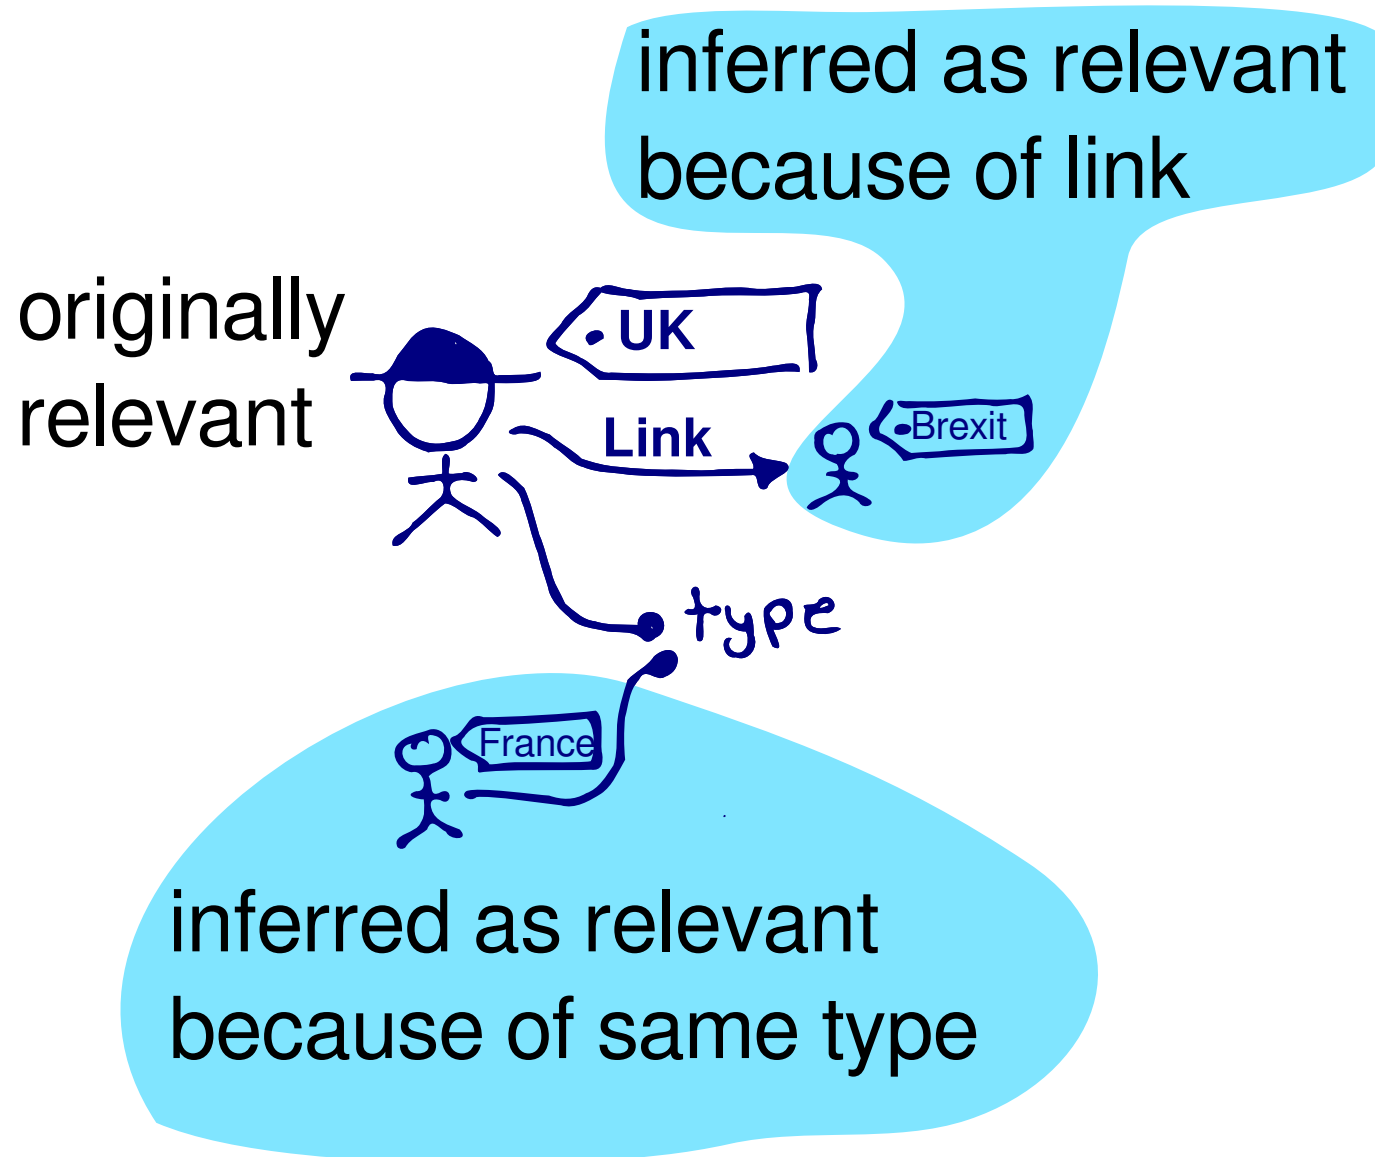 inferred as relevant
because of link
originally
relevant
UK
Link
Brexit
type
France
inferred as relevant
because of same type